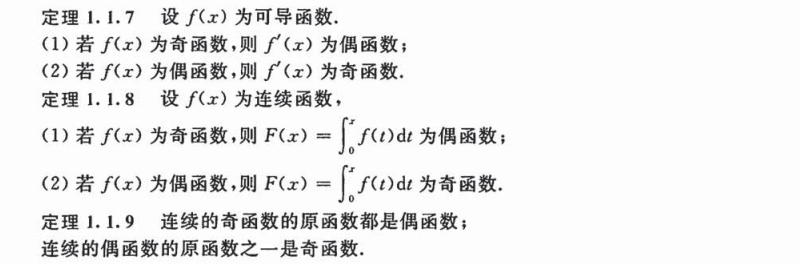 定理 1.1.7 设 f(x) 为可导函数.
(1) 若 f(x) 为奇函数,则 f′(x) 为偶函数;
(2) 若 f(x) 为偶函数,则 f′(x) 为奇函数.
定理 1.1.8 设 f(x) 为连续函数,
(1) 若 f(x) 为奇函数,则 F(x) = ∫₀ˣ f(t)dt 为偶函数;
(2) 若 f(x) 为偶函数,则 F(x) = ∫₀ˣ f(t)dt 为奇函数.
定理 1.1.9 连续的奇函数的原函数都是偶函数;
连续的偶函数的原函数之一是奇函数.